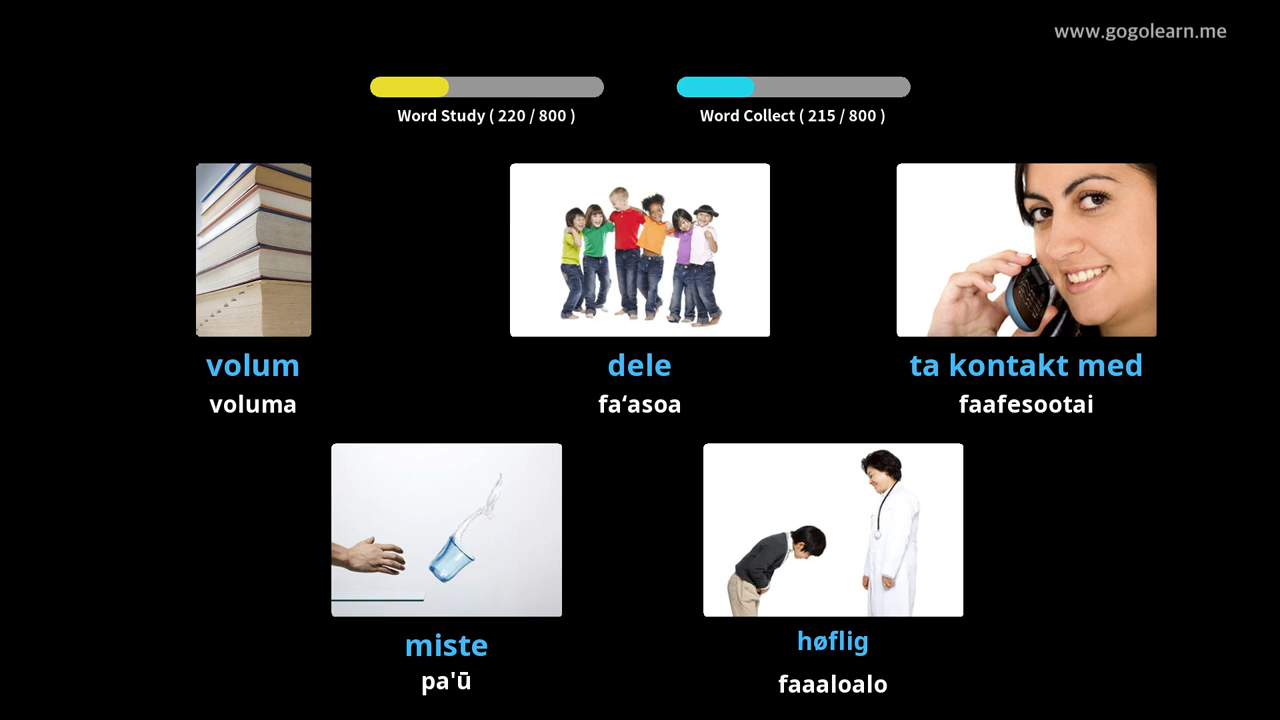 www.gogolearn.me
Word Study ( 220 / 800 )
Word Collect ( 215 / 800 )
volum
voluma
dele
fa‘asoa
ta kontakt med
faafesootai
miste
pa'ū
høflig
faaaloalo